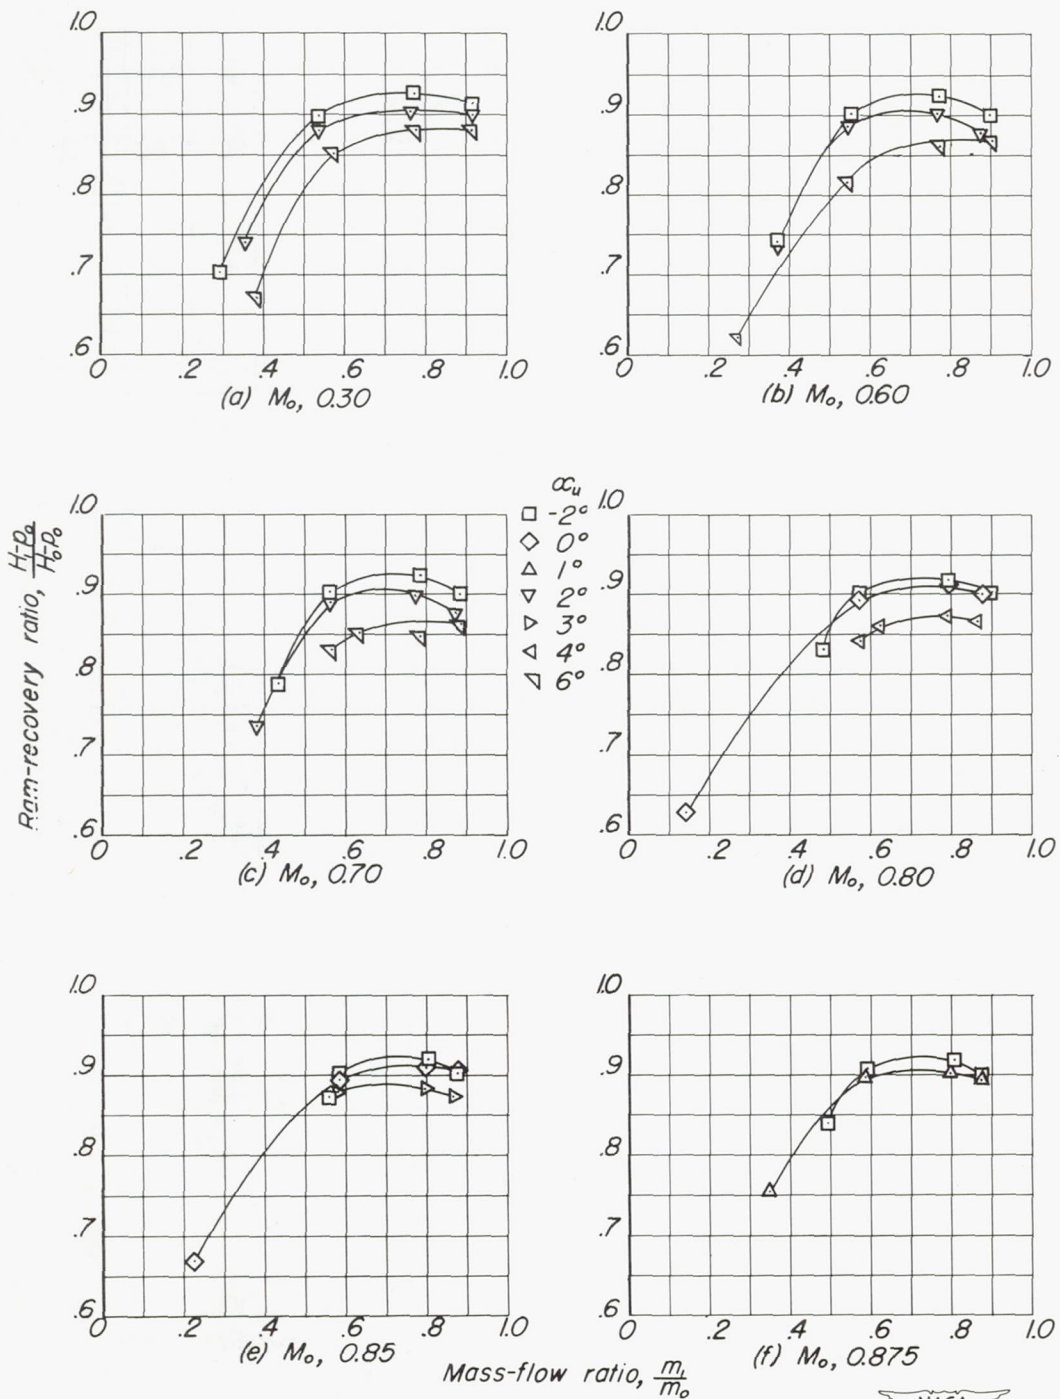 1.0 1.0
.9 .9
.8 .8
.7 .7
.6 .6
0 .2 .4 .6 .8 1.0 0 .2 .4 .6 .8 1.0
(a) M₀, 0.30 (b) M₀, 0.60
αᵤ
1.0 1.0
□ -2°
◇ 0°
△ 1°
▽ 2°
▷ 3°
◁ 4°
◁ 6°
.9 .9
.8 .8
.7 .7
.6 .6
Ram-recovery ratio, H₁-p₀/H₀-p₀
0 .2 .4 .6 .8 1.0 0 .2 .4 .6 .8 1.0
(c) M₀, 0.70 (d) M₀, 0.80
1.0 1.0
.9 .9
.8 .8
.7 .7
.6 .6
0 .2 .4 .6 .8 1.0 0 .2 .4 .6 .8 1.0
(e) M₀, 0.85 (f) M₀, 0.875
Mass-flow ratio, m₁/m₀
NACA